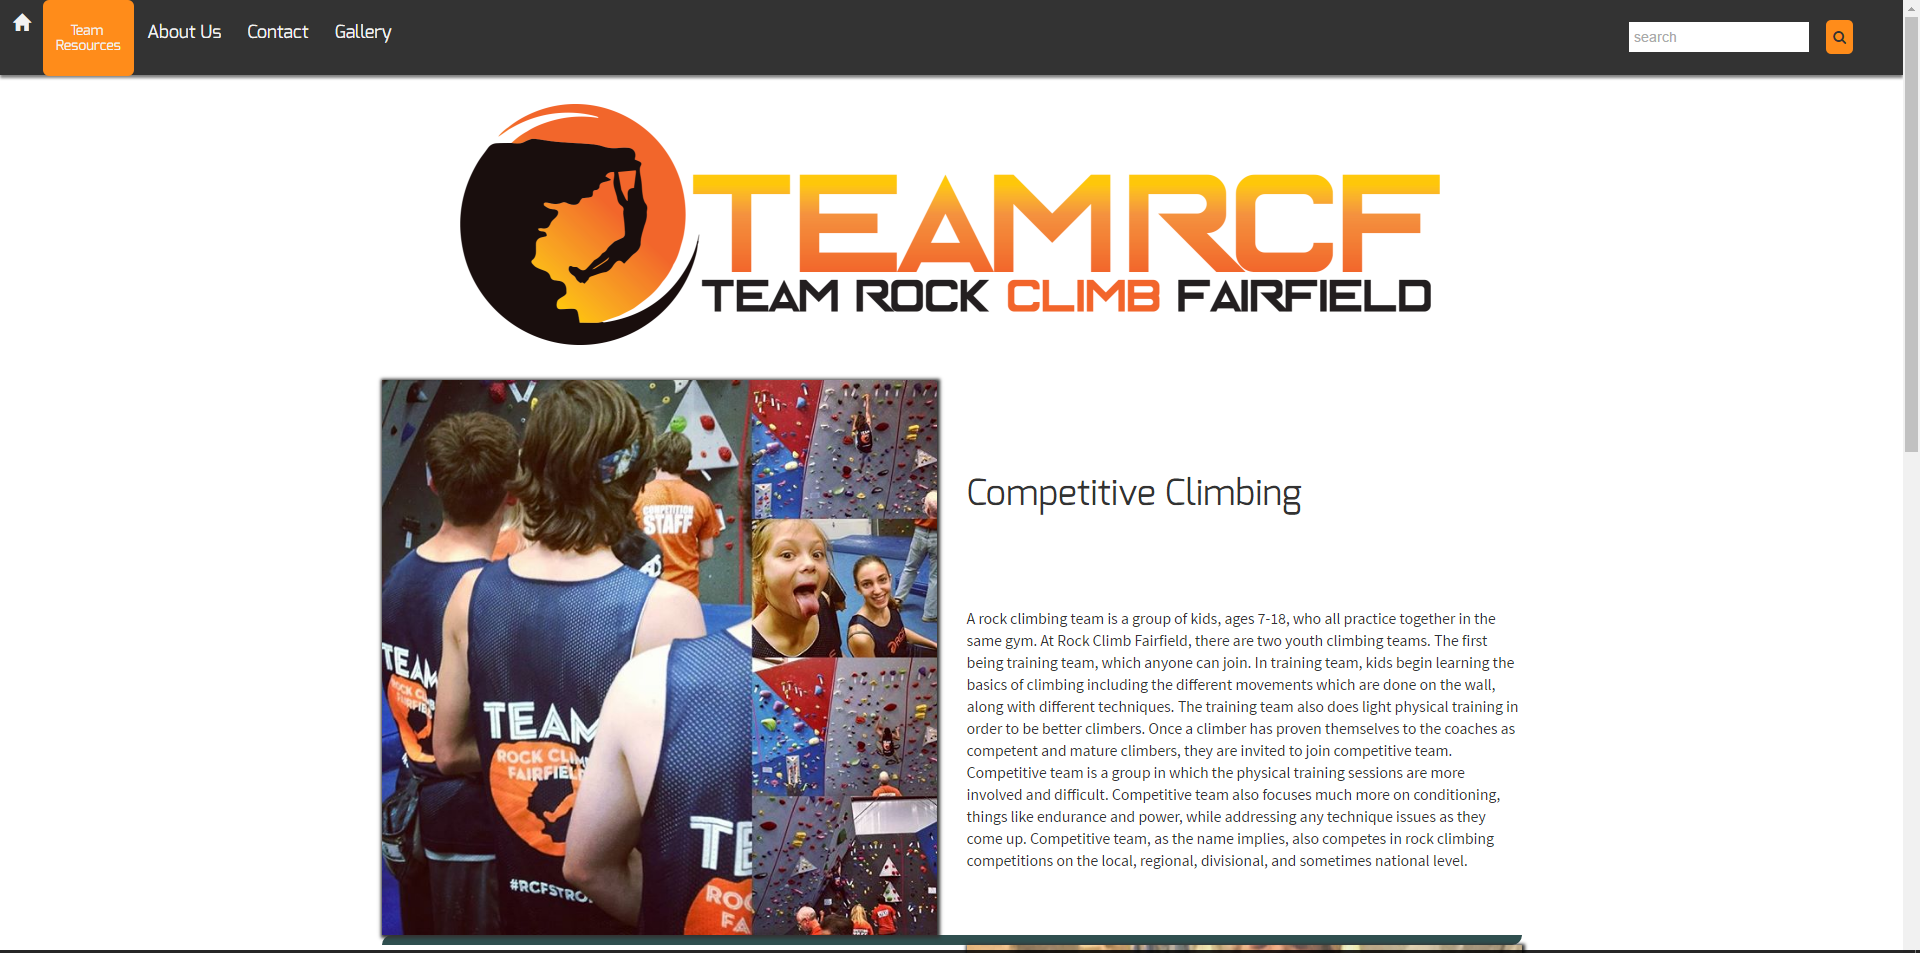 Team
Resources
About Us
Contact
Gallery
search
TEAMRCF
TEAM ROCK CLIMB FAIRFIELD
COMPETITION
STAFF
TEAM
ROCK CL
FAIRFIELD
TEAM
ROCK CLIM
FAIRFIEL
#RCFSTRO
TE
ROC
FA
Competitive Climbing
A rock climbing team is a group of kids, ages 7-18, who all practice together in the
same gym. At Rock Climb Fairfield, there are two youth climbing teams. The first
being training team, which anyone can join. In training team, kids begin learning the
basics of climbing including the different movements which are done on the wall,
along with different techniques. The training team also does light physical training in
order to be better climbers. Once a climber has proven themselves to the coaches as
competent and mature climbers, they are invited to join competitive team.
Competitive team is a group in which the physical training sessions are more
involved and difficult. Competitive team also focuses much more on conditioning,
things like endurance and power, while addressing any technique issues as they
come up. Competitive team, as the name implies, also competes in rock climbing
competitions on the local, regional, divisional, and sometimes national level.